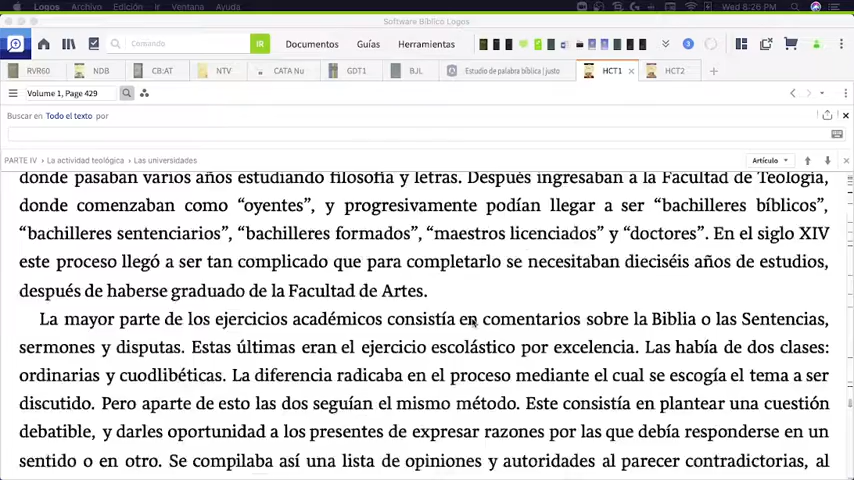 Logos Archivo Edición Ir Ventana Ayuda Wed 8:26 PM
Software Bíblico Logos
Comando IR Documentos Guías Herramientas 3
RVR60 NDB CB:AT NTV CATA Nu GDT1 BJL Estudio de palabra bíblica | justo HCT1 × HCT2 +
Volume 1, Page 429
Buscar en Todo el texto por
PARTE IV › La actividad teológica › Las universidades Artículo
donde pasaban varios años estudiando filosofía y letras. Después ingresaban a la Facultad de Teología,
donde comenzaban como “oyentes”, y progresivamente podían llegar a ser “bachilleres bíblicos”,
“bachilleres sentenciarios”, “bachilleres formados”, “maestros licenciados” y “doctores”. En el siglo XIV
este proceso llegó a ser tan complicado que para completarlo se necesitaban dieciséis años de estudios,
después de haberse graduado de la Facultad de Artes.
La mayor parte de los ejercicios académicos consistía en comentarios sobre la Biblia o las Sentencias,
sermones y disputas. Estas últimas eran el ejercicio escolástico por excelencia. Las había de dos clases:
ordinarias y cuodlibéticas. La diferencia radicaba en el proceso mediante el cual se escogía el tema a ser
discutido. Pero aparte de esto las dos seguían el mismo método. Este consistía en plantear una cuestión
debatible, y darles oportunidad a los presentes de expresar razones por las que debía responderse en un
sentido o en otro. Se compilaba así una lista de opiniones y autoridades al parecer contradictorias, al